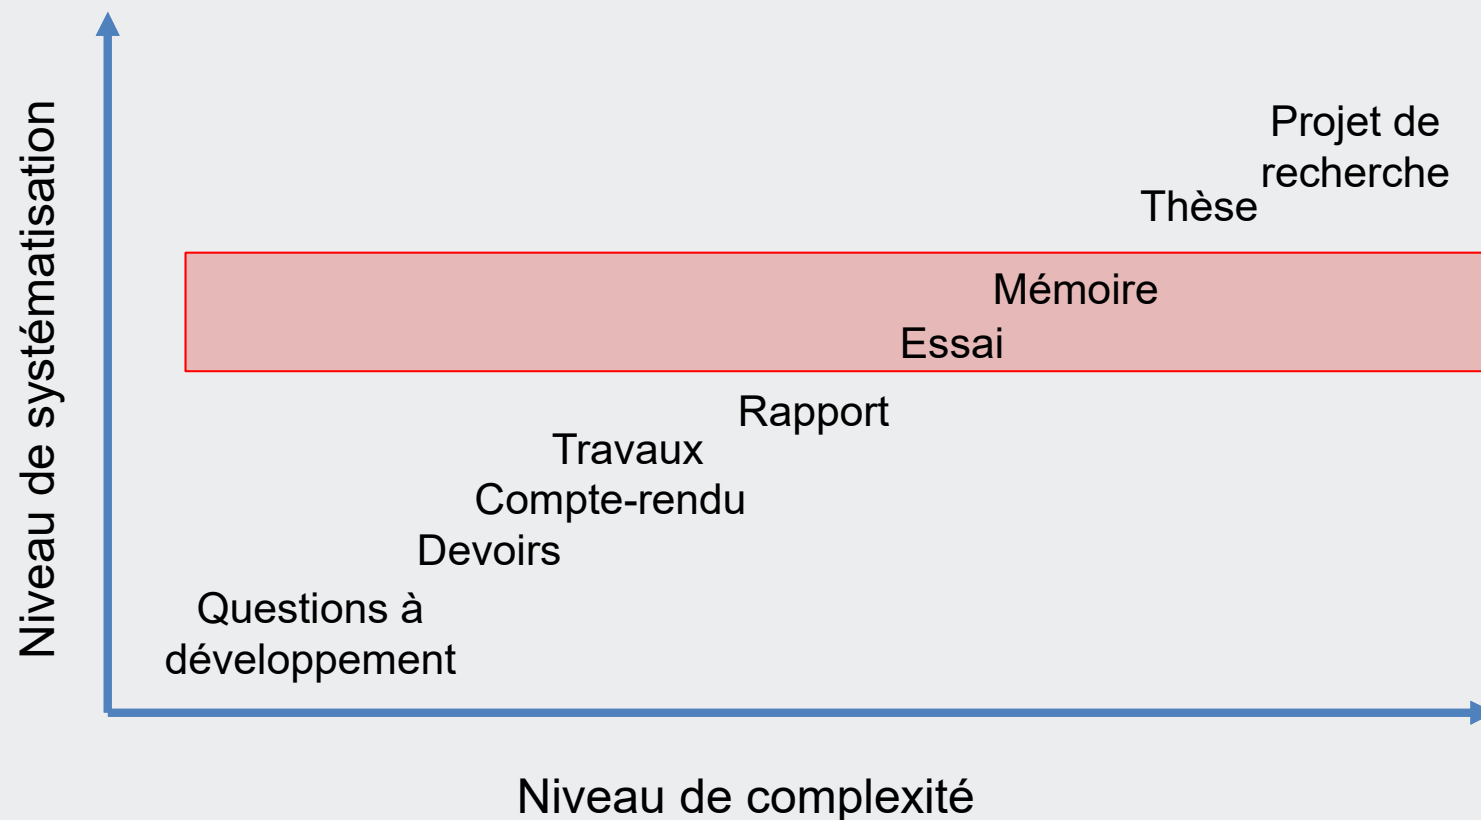 Niveau de systématisation
Projet de
recherche
Thèse
Mémoire
Essai
Rapport
Travaux
Compte-rendu
Devoirs
Questions à
développement
Niveau de complexité